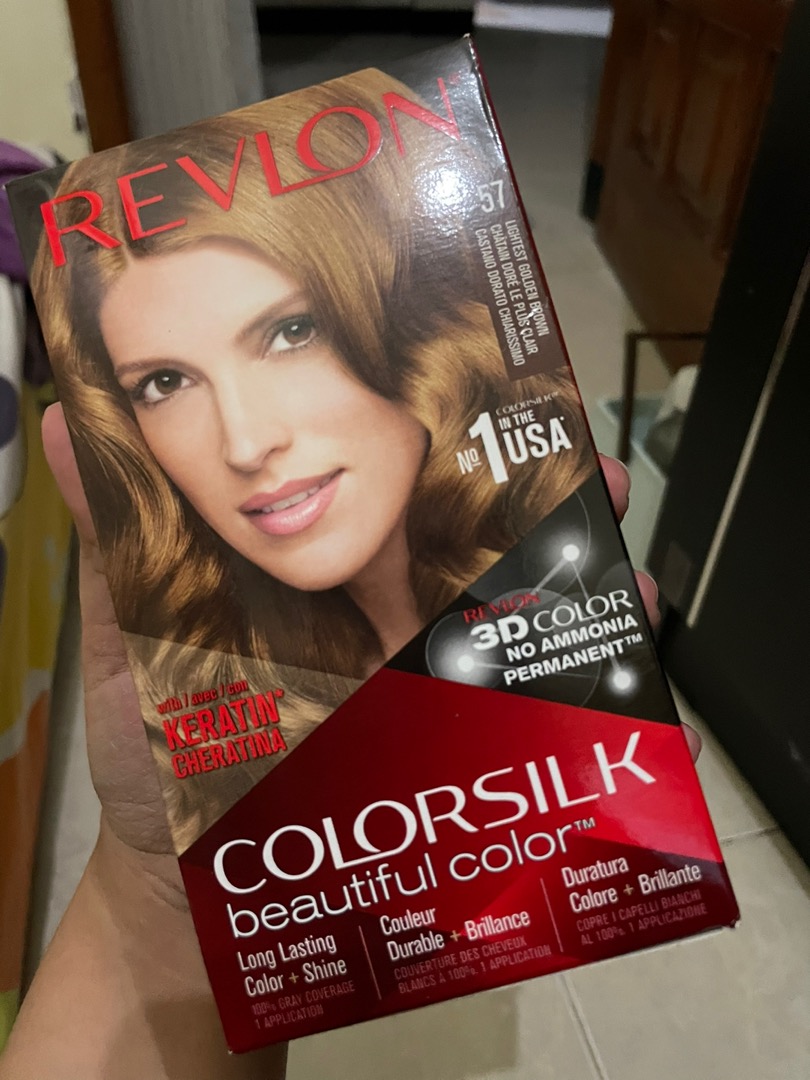 REVLON
57
LIGHTEST GOLDEN BROWN
CHÂTAIN DORÉ LE PLUS CLAIR
CASTANO DORATO CHIARISSIMO
COLORSILK™
Nº1 IN THE
USA*
REVLON
3D COLOR
NO AMMONIA
PERMANENT™
with / avec / con
KERATIN*
CHERATINA
COLORSILK
beautiful color™
Long Lasting
Color + Shine
100% GRAY COVERAGE
1 APPLICATION
Couleur
Durable + Brillance
COUVERTURE DES CHEVEUX
BLANCS À 100%. 1 APPLICATION
Duratura
Colore + Brillante
COPRE I CAPELLI BIANCHI
AL 100%. 1 APPLICAZIONE